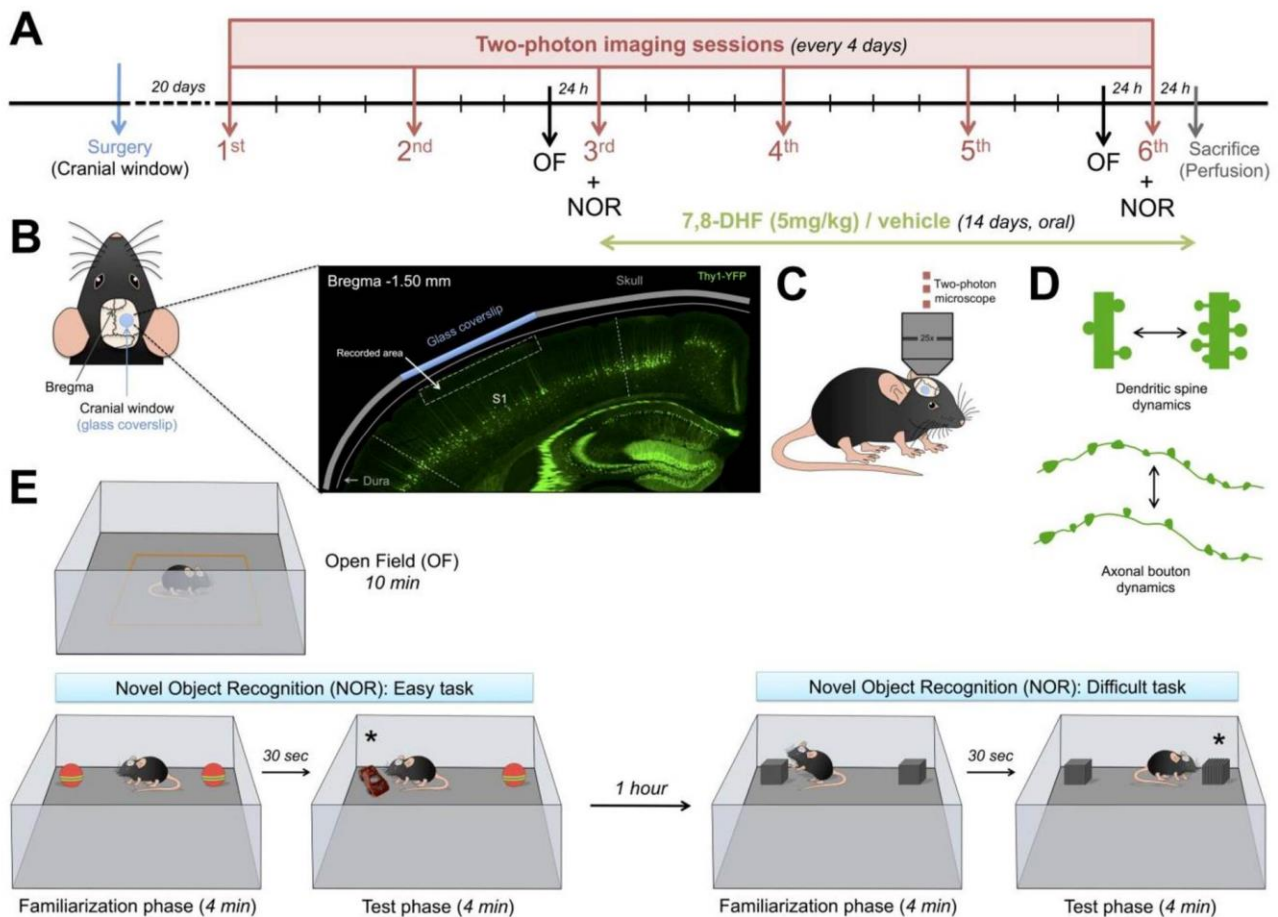 A
Two-photon imaging sessions (every 4 days)
20 days
24 h
24 h
24 h
Surgery
(Cranial window)
1st
2nd
OF
3rd
+
NOR
4th
5th
OF
6th
+
NOR
Sacrifice
(Perfusion)
7,8-DHF (5mg/kg) / vehicle (14 days, oral)
B
Bregma
Cranial window
(glass coverslip)
Bregma -1.50 mm
Thy1-YFP
Skull
Glass coverslip
Recorded area
S1
Dura
C
Two-photon
microscope
25x
D
Dendritic spine
dynamics
Axonal bouton
dynamics
E
Open Field (OF)
10 min
Novel Object Recognition (NOR): Easy task
*
30 sec
Familiarization phase (4 min)
Test phase (4 min)
1 hour
Novel Object Recognition (NOR): Difficult task
*
30 sec
Familiarization phase (4 min)
Test phase (4 min)